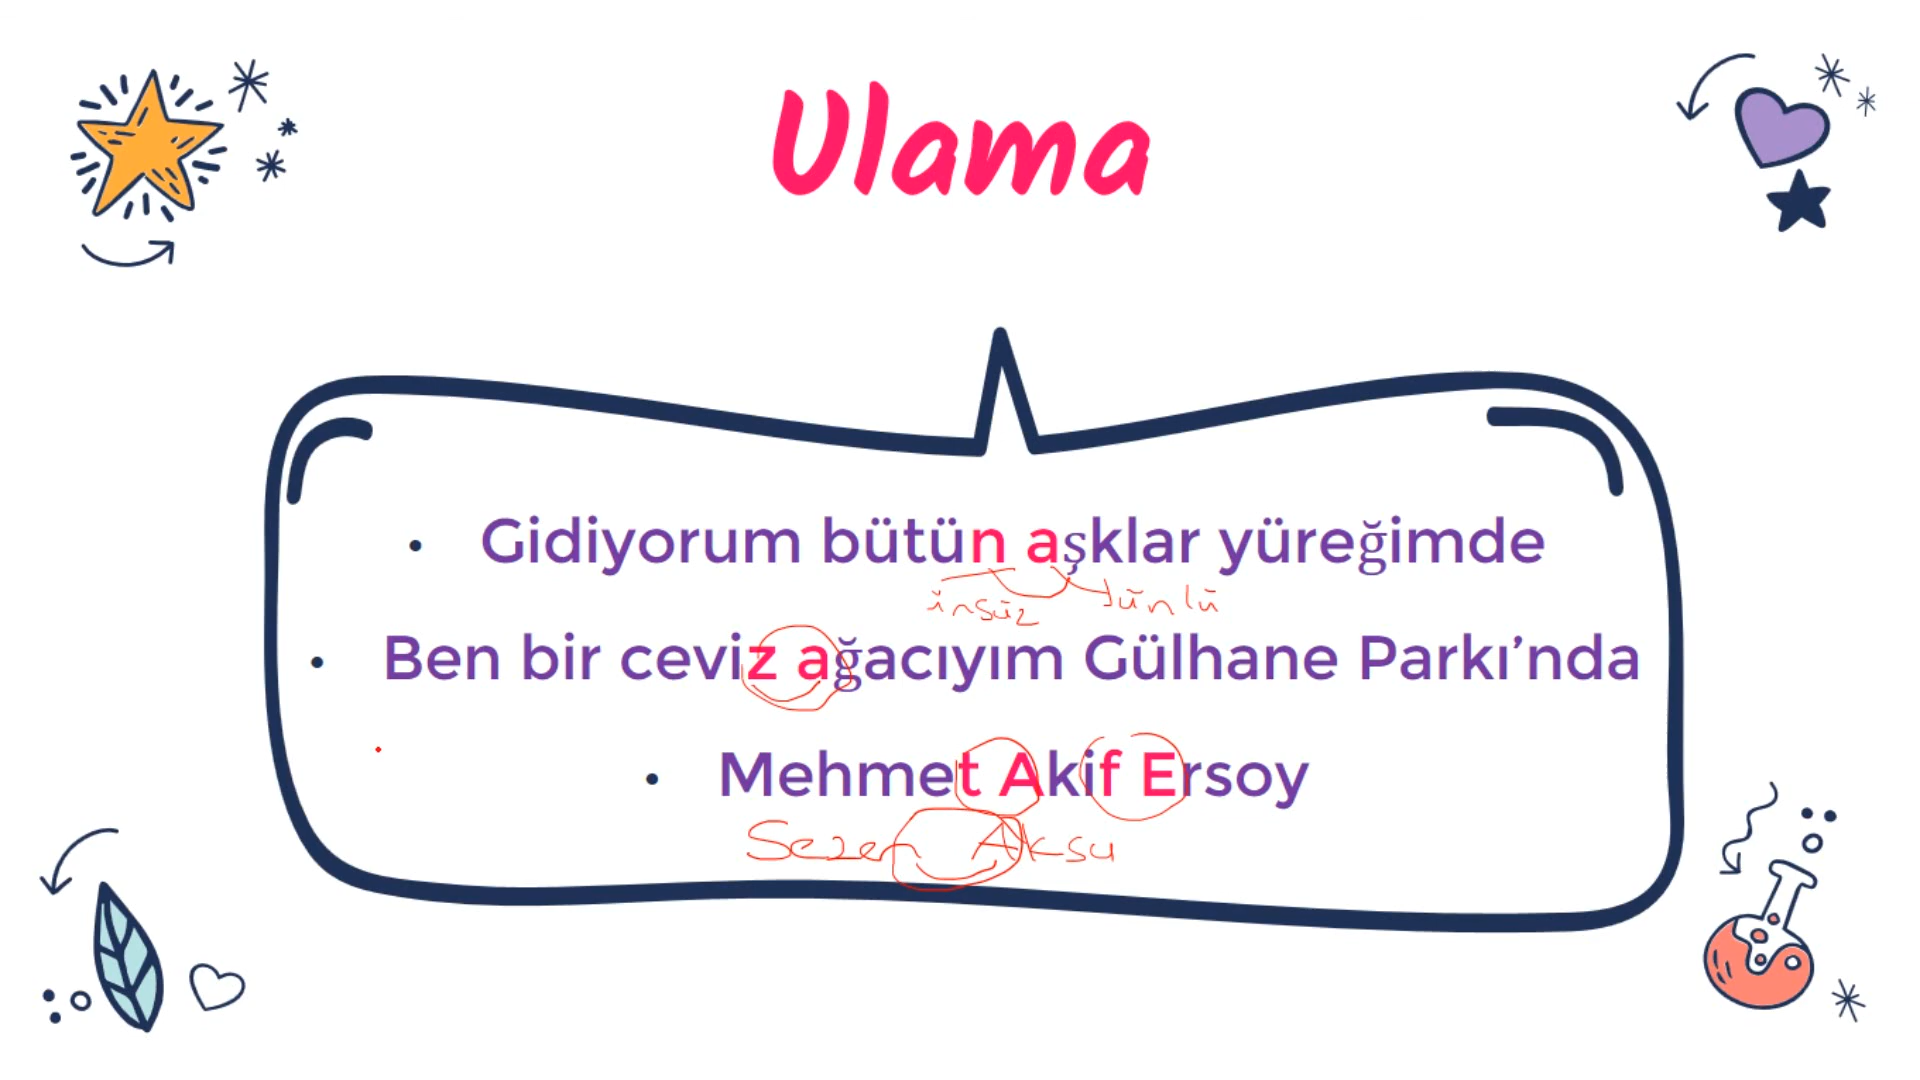 Ulama
• Gidiyorum bütün aşklar yüreğimde
ünsüz ünlü
• Ben bir ceviz ağacıyım Gülhane Parkı’nda
• Mehmet Akif Ersoy
Sezen Aksu